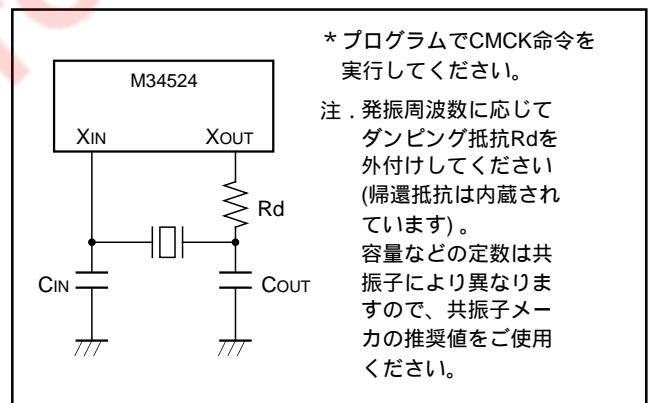 M34524
XIN
XOUT
Rd
CIN
COUT
*プログラムでCMCK命令を
実行してください。
注.発振周波数に応じて
ダンピング抵抗Rdを
外付けしてください
(帰還抵抗は内蔵され
ています)。
容量などの定数は共
振子により異なりま
すので、共振子メー
カの推奨値をご使用
ください。